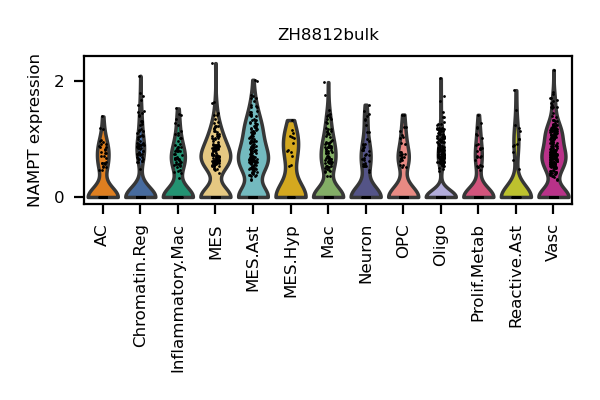 ZH8812bulk
NAMPT expression
2
0
AC
Chromatin.Reg
Inflammatory.Mac
MES
MES.Ast
MES.Hyp
Mac
Neuron
OPC
Oligo
Prolif.Metab
Reactive.Ast
Vasc